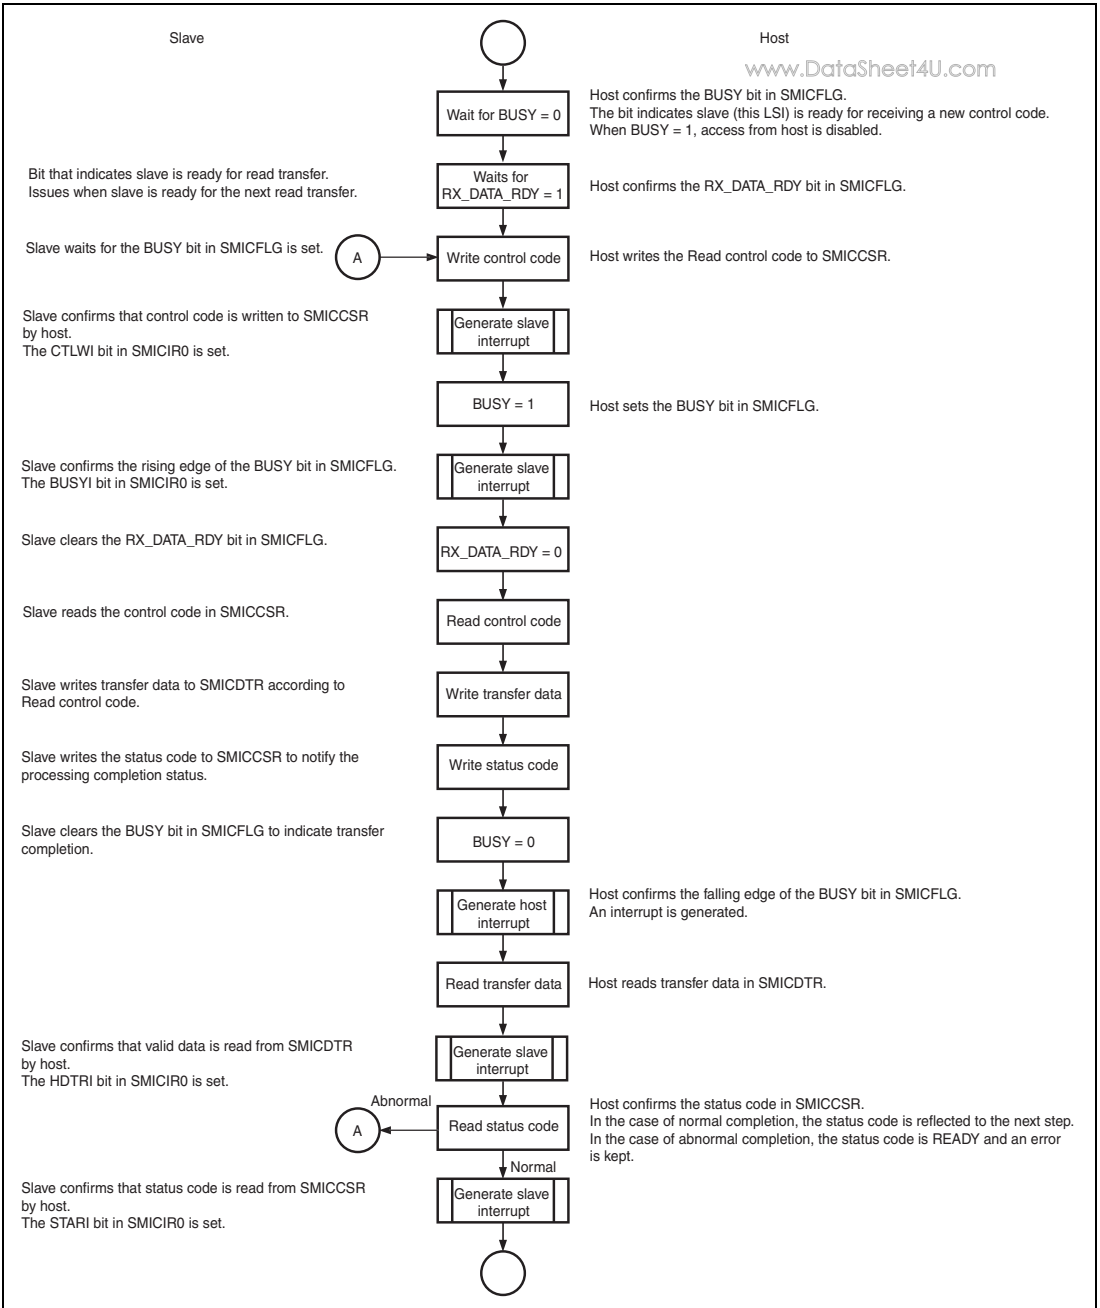 Slave
Host
www.DataSheet4U.com
Wait for BUSY = 0
Host confirms the BUSY bit in SMICFLG.
The bit indicates slave (this LSI) is ready for receiving a new control code.
When BUSY = 1, access from host is disabled.
Bit that indicates slave is ready for read transfer.
Issues when slave is ready for the next read transfer.
Waits for
RX_DATA_RDY = 1
Host confirms the RX_DATA_RDY bit in SMICFLG.
Slave waits for the BUSY bit in SMICFLG is set.
A
Write control code
Host writes the Read control code to SMICCSR.
Slave confirms that control code is written to SMICCSR
by host.
The CTLWI bit in SMICIR0 is set.
Generate slave
interrupt
BUSY = 1
Host sets the BUSY bit in SMICFLG.
Slave confirms the rising edge of the BUSY bit in SMICFLG.
The BUSYI bit in SMICIR0 is set.
Generate slave
interrupt
Slave clears the RX_DATA_RDY bit in SMICFLG.
RX_DATA_RDY = 0
Slave reads the control code in SMICCSR.
Read control code
Slave writes transfer data to SMICDTR according to
Read control code.
Write transfer data
Slave writes the status code to SMICCSR to notify the
processing completion status.
Write status code
Slave clears the BUSY bit in SMICFLG to indicate transfer
completion.
BUSY = 0
Generate host
interrupt
Host confirms the falling edge of the BUSY bit in SMICFLG.
An interrupt is generated.
Read transfer data
Host reads transfer data in SMICDTR.
Slave confirms that valid data is read from SMICDTR
by host.
The HDTRI bit in SMICIR0 is set.
Generate slave
interrupt
Abnormal
A
Read status code
Host confirms the status code in SMICCSR.
In the case of normal completion, the status code is reflected to the next step.
In the case of abnormal completion, the status code is READY and an error
is kept.
Normal
Slave confirms that status code is read from SMICCSR
by host.
The STARI bit in SMICIR0 is set.
Generate slave
interrupt